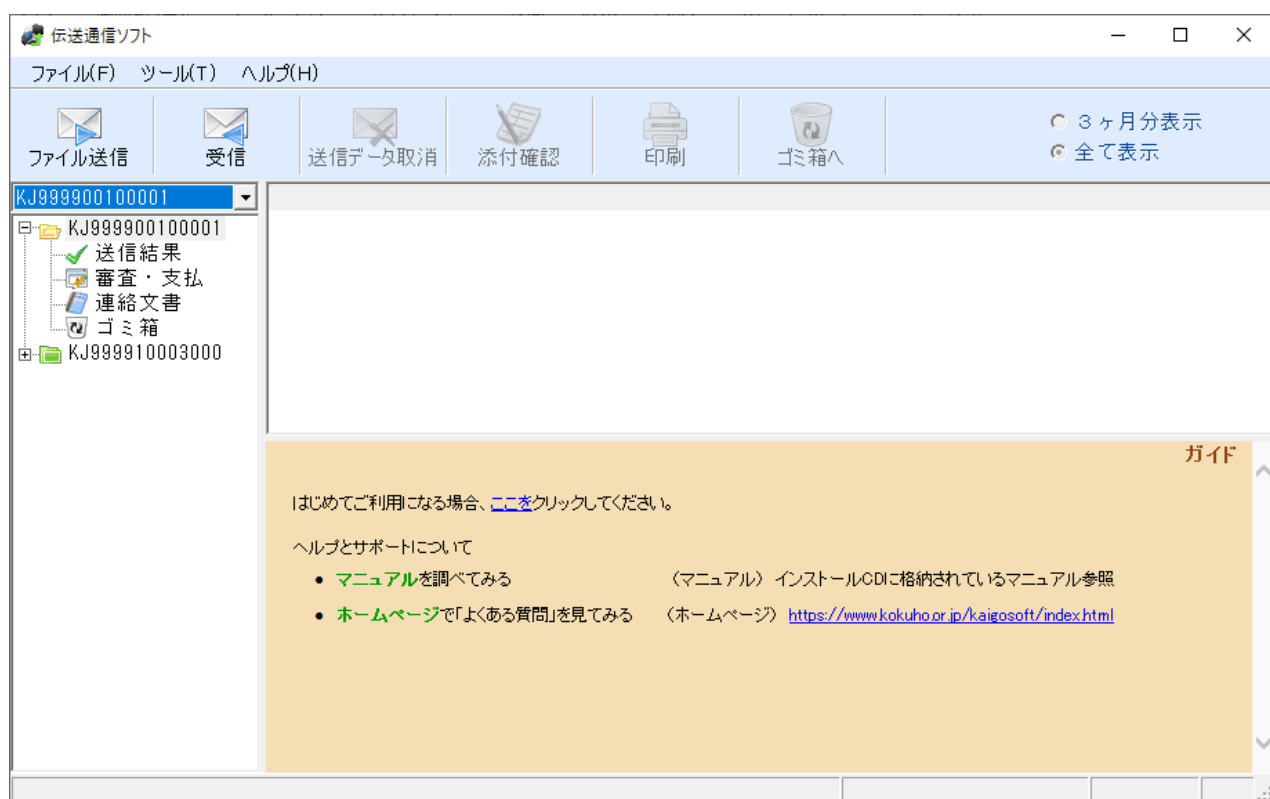 伝送通信ソフト
ファイル(F) ツール(T) ヘルプ(H)
ファイル送信 受信 送信データ取消 添付確認 印刷 ゴミ箱へ
３ヶ月分表示
全て表示
KJ999900100001
KJ999900100001
送信結果
審査・支払
連絡文書
ゴミ箱
KJ999910003000
ガイド
はじめてご利用になる場合、ここをクリックしてください。
ヘルプとサポートについて
● マニュアルを調べてみる （マニュアル） インストールCDに格納されているマニュアル参照
● ホームページで「よくある質問」を見てみる （ホームページ） https://www.kokuho.or.jp/kaigosoft/index.html